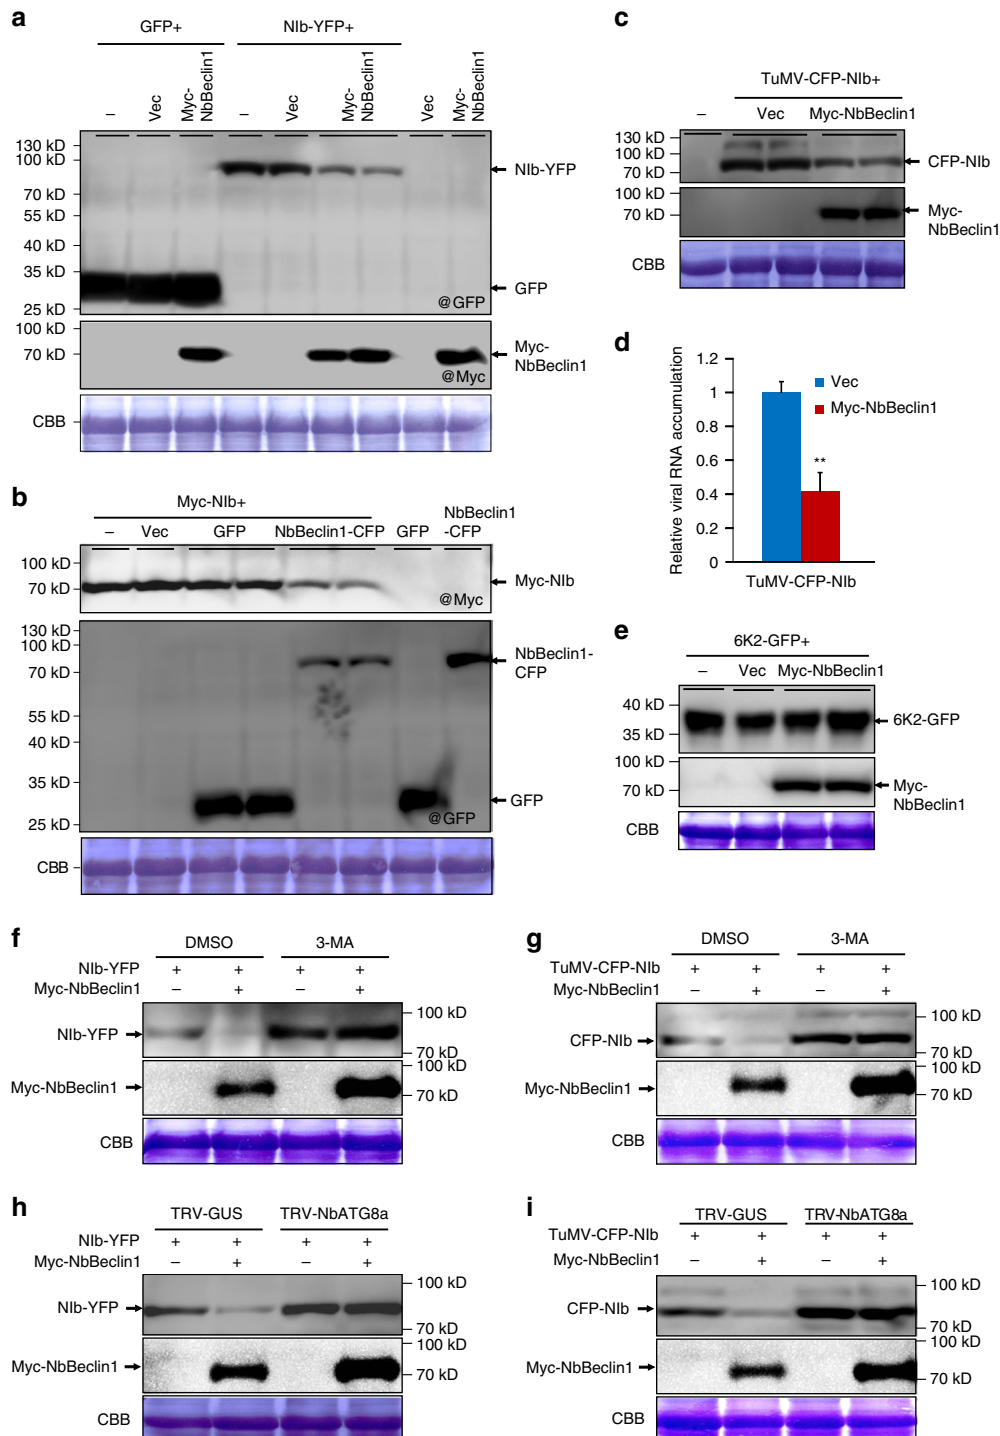 a
GFP+ NIb-YFP+
– Vec Myc-NbBeclin1 – Vec Myc-NbBeclin1 Vec Myc-NbBeclin1
130 kD
100 kD
70 kD
55 kD
40 kD
35 kD
25 kD
NIb-YFP
GFP
@GFP
100 kD
70 kD
Myc-
NbBeclin1
@Myc
CBB
b
Myc-NIb+
– Vec GFP NbBeclin1-CFP GFP NbBeclin1
-CFP
100 kD
70 kD
Myc-NIb
@Myc
130 kD
100 kD
70 kD
55 kD
40 kD
35 kD
25 kD
NbBeclin1-
CFP
GFP
@GFP
CBB
c
TuMV-CFP-NIb+
– Vec Myc-NbBeclin1
130 kD
100 kD
70 kD
CFP-NIb
100 kD
70 kD
Myc-
NbBeclin1
CBB
d
Relative viral RNA accumulation
1.2
1
0.8
0.6
0.4
0.2
0
Vec
Myc-NbBeclin1
**
TuMV-CFP-NIb
e
6K2-GFP+
– Vec Myc-NbBeclin1
40 kD
35 kD
6K2-GFP
100 kD
70 kD
Myc-
NbBeclin1
CBB
f
DMSO 3-MA
NIb-YFP + + + +
Myc-NbBeclin1 – + – +
NIb-YFP
100 kD
70 kD
Myc-NbBeclin1
100 kD
70 kD
CBB
g
DMSO 3-MA
TuMV-CFP-NIb + + + +
Myc-NbBeclin1 – + – +
CFP-NIb
100 kD
70 kD
Myc-NbBeclin1
100 kD
70 kD
CBB
h
TRV-GUS TRV-NbATG8a
NIb-YFP + + + +
Myc-NbBeclin1 – + – +
NIb-YFP
100 kD
70 kD
Myc-NbBeclin1
100 kD
70 kD
CBB
i
TRV-GUS TRV-NbATG8a
TuMV-CFP-NIb + + + +
Myc-NbBeclin1 – + – +
CFP-NIb
100 kD
70 kD
Myc-NbBeclin1
100 kD
70 kD
CBB